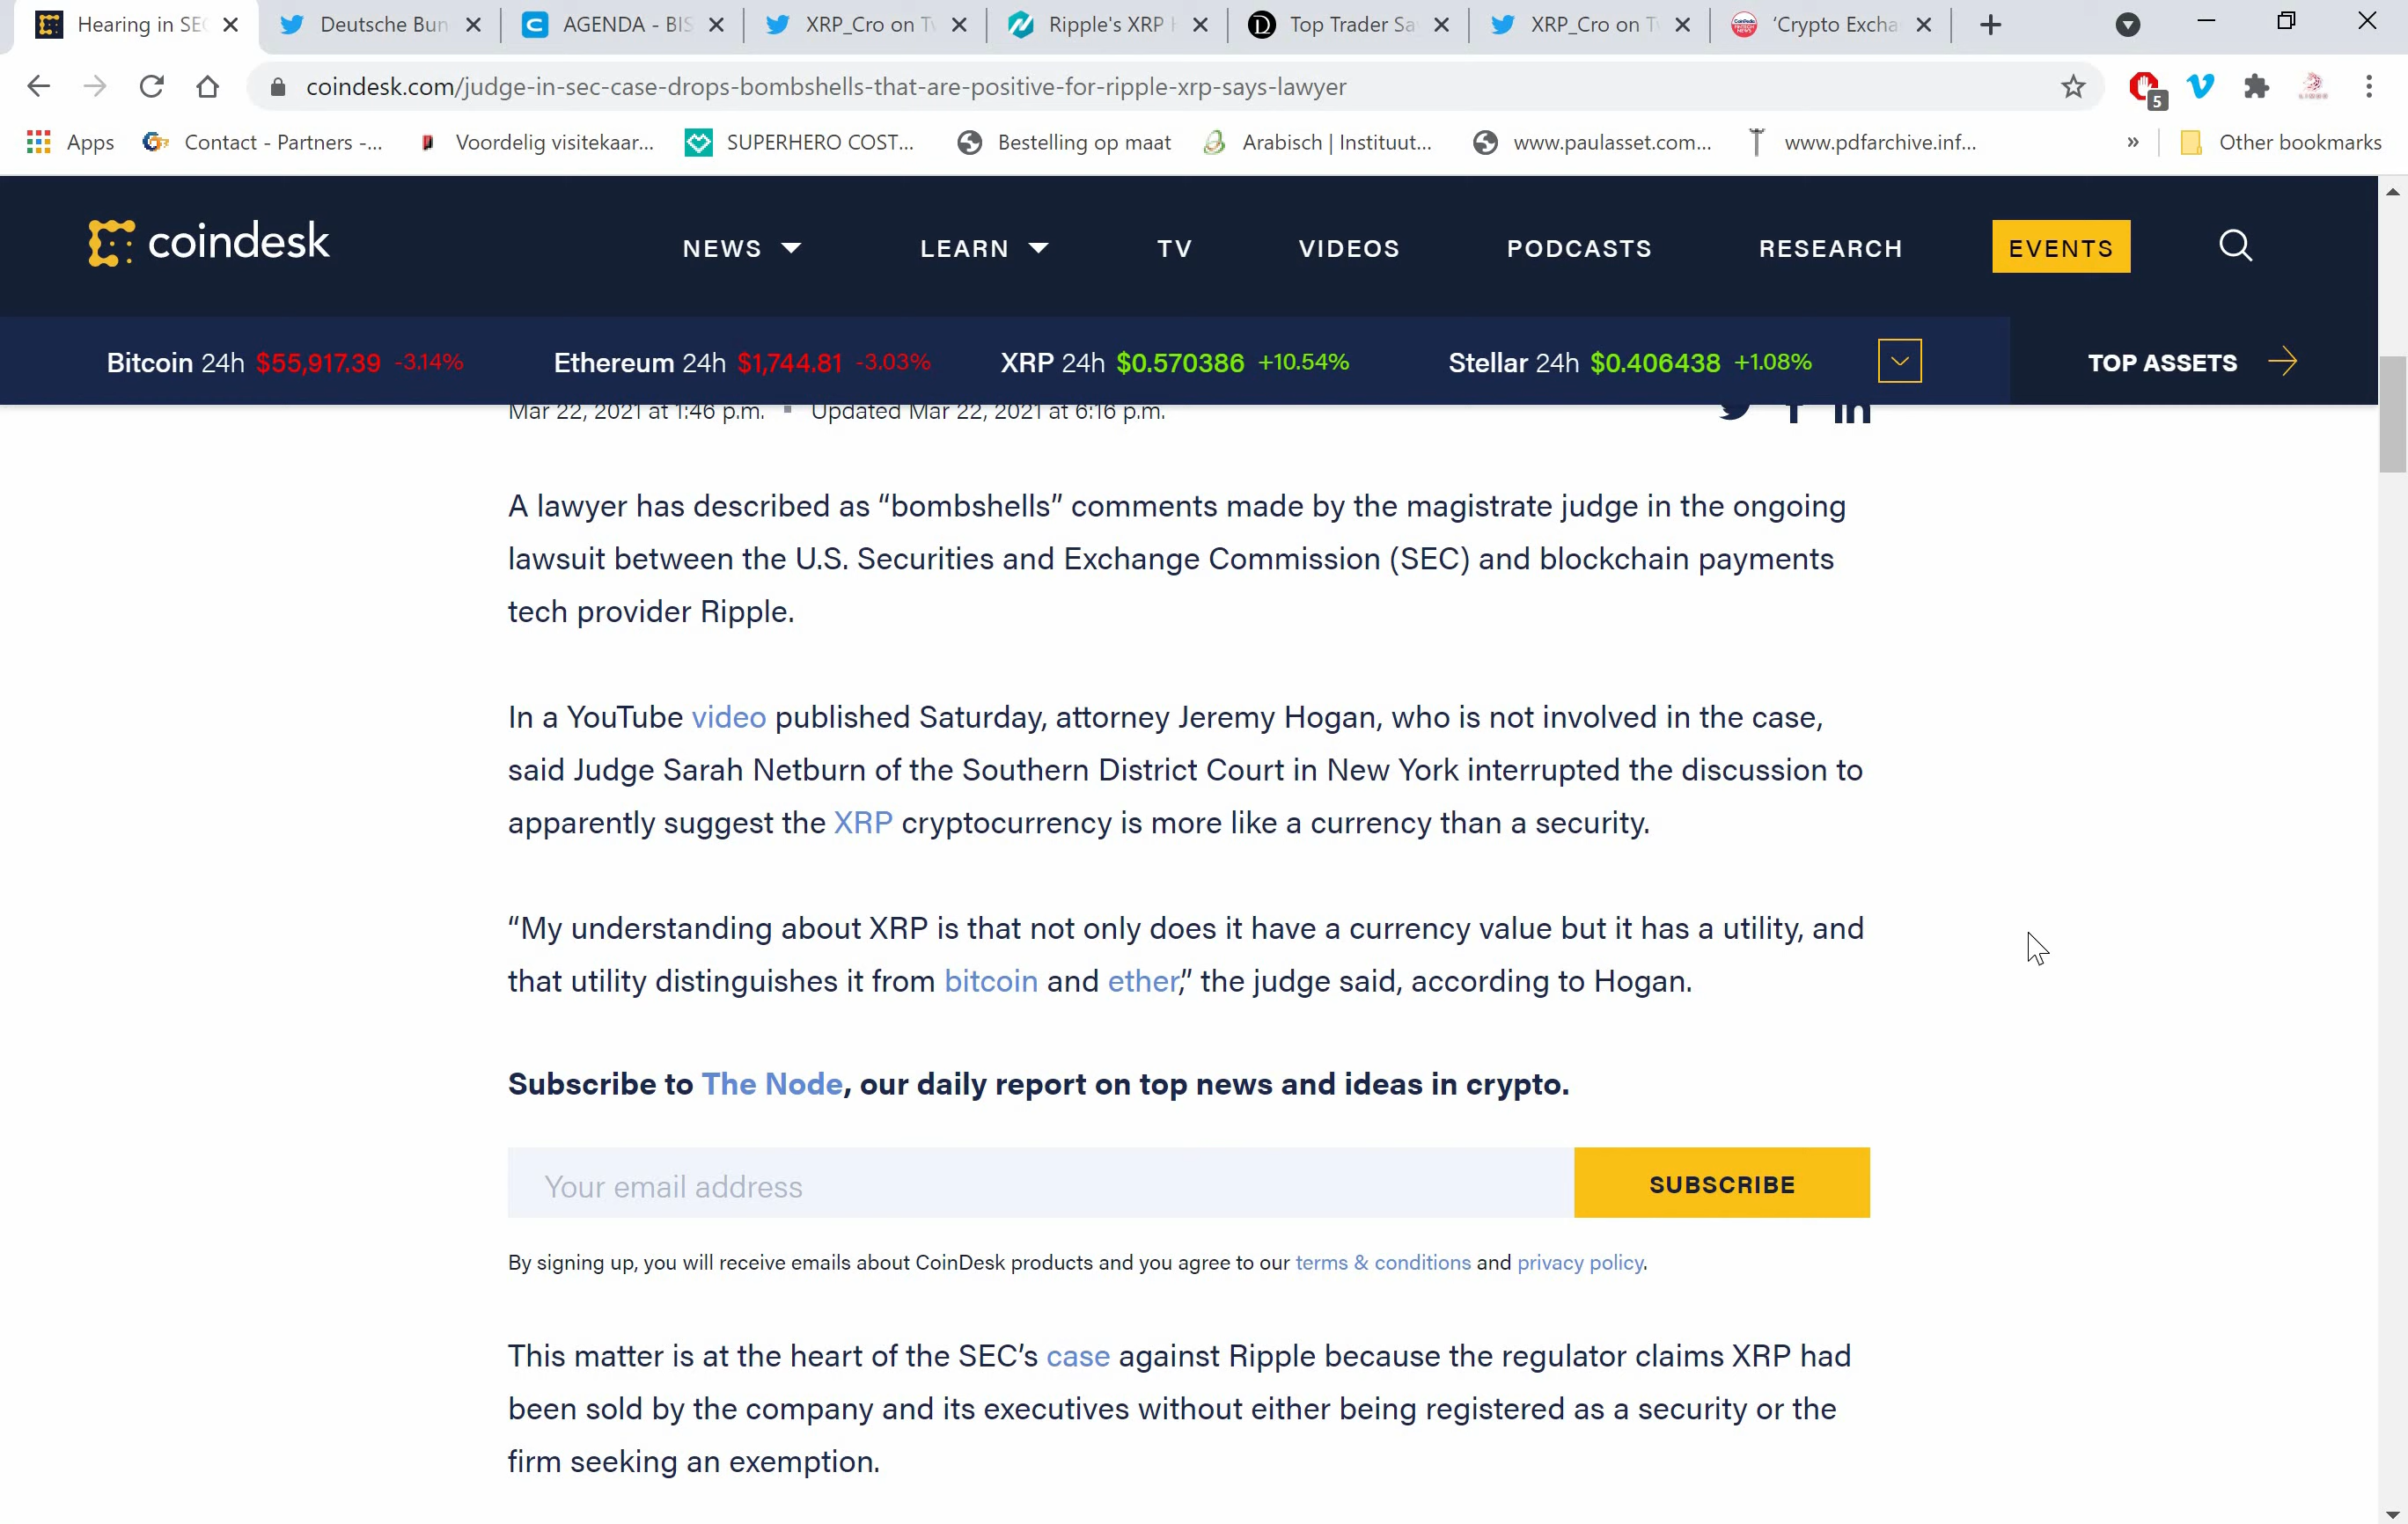 Hearing in SE
Deutsche Bun
AGENDA - BIS
XRP_Cro on T
Ripple's XRP
Top Trader Sa
XRP_Cro on T
'Crypto Excha
coindesk.com/judge-in-sec-case-drops-bombshells-that-are-positive-for-ripple-xrp-says-lawyer
5
Apps
Contact - Partners -...
Voordelig visitekaar...
SUPERHERO COST...
Bestelling op maat
Arabisch | Instituut...
www.paulasset.com...
www.pdfarchive.inf...
»
Other bookmarks
coindesk
NEWS
LEARN
TV
VIDEOS
PODCASTS
RESEARCH
EVENTS
Bitcoin 24h $55,917.39 -3.14%
Ethereum 24h $1,744.81 -3.03%
XRP 24h $0.570386 +10.54%
Stellar 24h $0.406438 +1.08%
TOP ASSETS
Mar 22, 2021 at 1:46 p.m. ▪ Updated Mar 22, 2021 at 6:16 p.m.
A lawyer has described as “bombshells” comments made by the magistrate judge in the ongoing
lawsuit between the U.S. Securities and Exchange Commission (SEC) and blockchain payments
tech provider Ripple.
In a YouTube video published Saturday, attorney Jeremy Hogan, who is not involved in the case,
said Judge Sarah Netburn of the Southern District Court in New York interrupted the discussion to
apparently suggest the XRP cryptocurrency is more like a currency than a security.
“My understanding about XRP is that not only does it have a currency value but it has a utility, and
that utility distinguishes it from bitcoin and ether,” the judge said, according to Hogan.
Subscribe to The Node, our daily report on top news and ideas in crypto.
Your email address
SUBSCRIBE
By signing up, you will receive emails about CoinDesk products and you agree to our terms & conditions and privacy policy.
This matter is at the heart of the SEC’s case against Ripple because the regulator claims XRP had
been sold by the company and its executives without either being registered as a security or the
firm seeking an exemption.